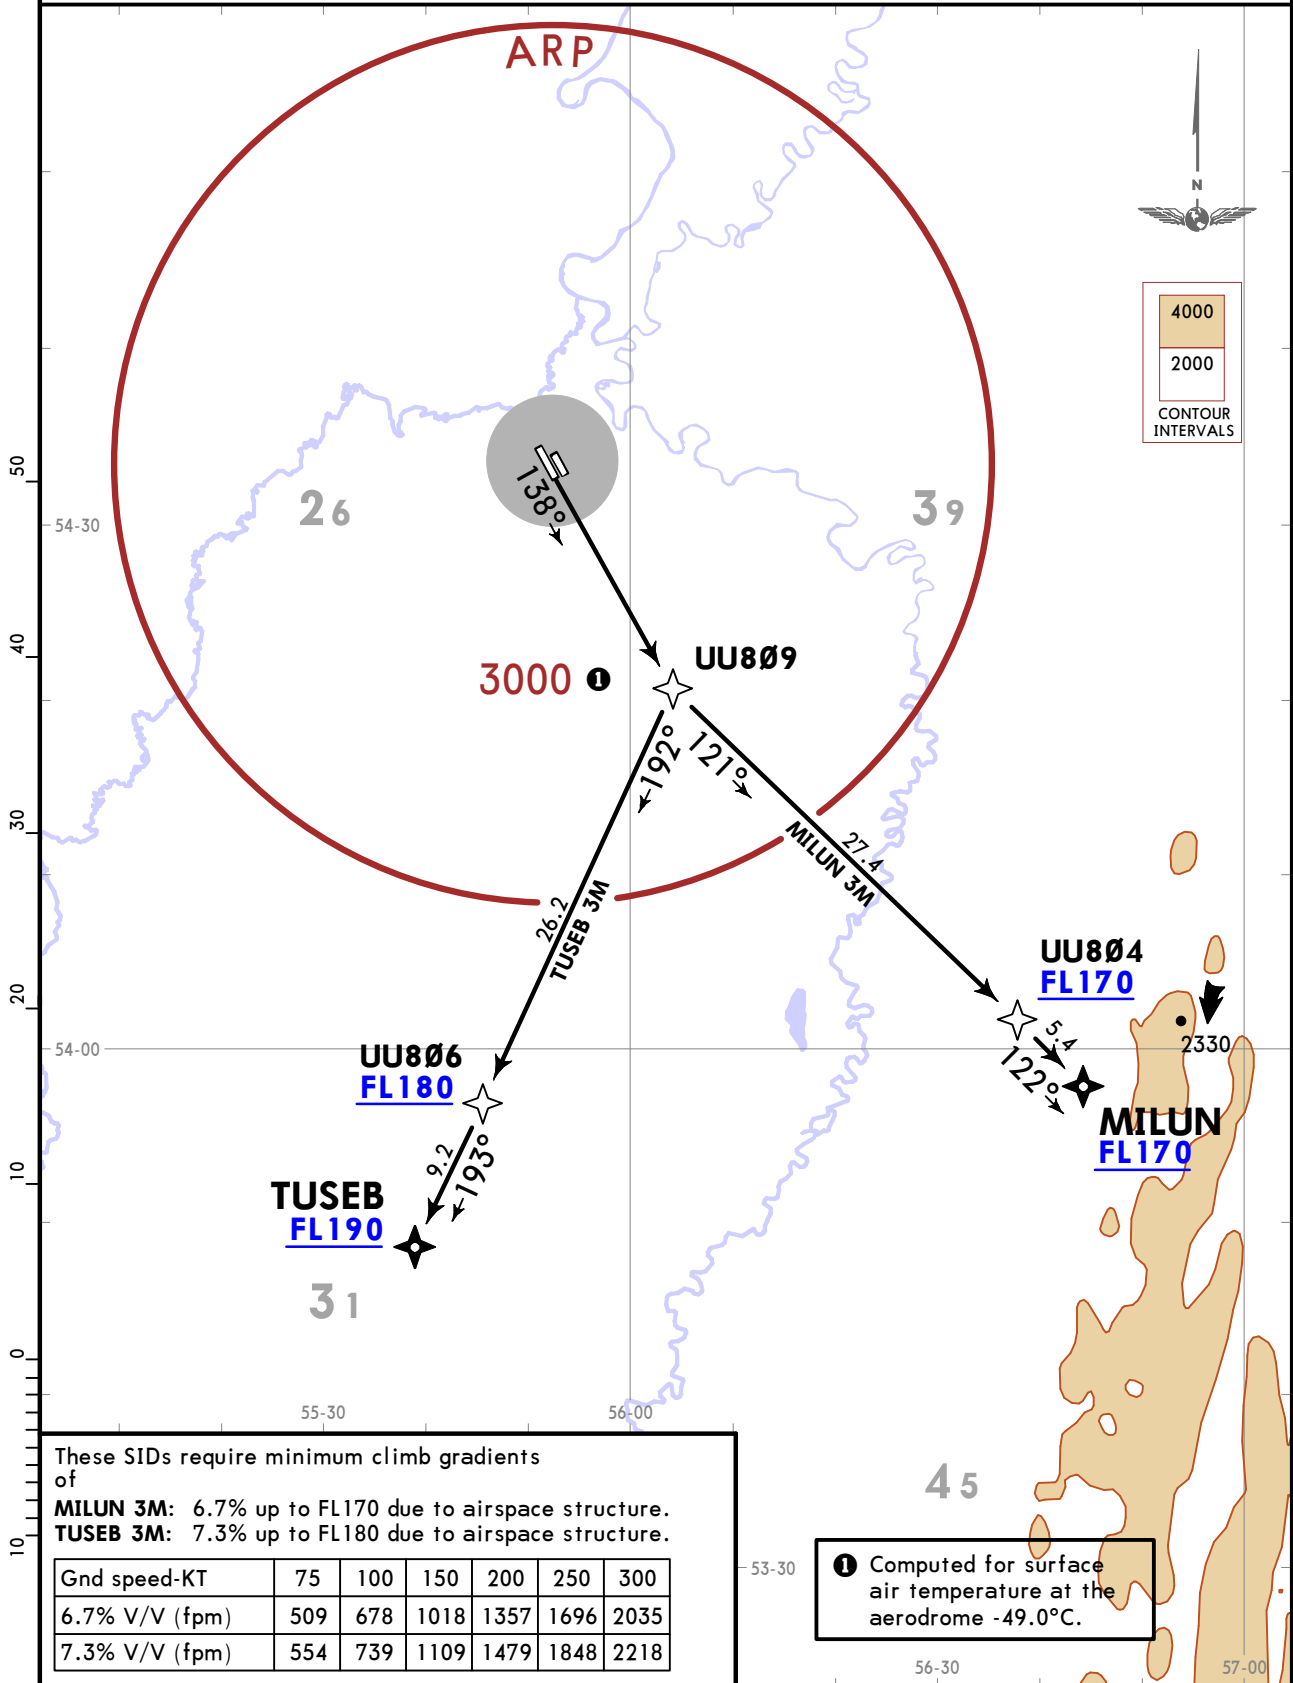 ARP
N
4000
2000
CONTOUR
INTERVALS
50
54-30
26
39
138°
40
3000 ❶
UU8Ø9
192°
121°
30
27.4
MILUN 3M
26.2
TUSEB 3M
UU8Ø4
FL170
20
5.4
2330
54-00
UU8Ø6
FL180
122°
MILUN
FL170
9.2
193°
10
TUSEB
FL190
31
0
55-30
56-00
These SIDs require minimum climb gradients
of
MILUN 3M: 6.7% up to FL170 due to airspace structure.
TUSEB 3M: 7.3% up to FL180 due to airspace structure.
10
Gnd speed-KT 75 100 150 200 250 300
6.7% V/V (fpm) 509 678 1018 1357 1696 2035
7.3% V/V (fpm) 554 739 1109 1479 1848 2218
45
53-30
❶ Computed for surface
air temperature at the
aerodrome -49.0°C.
56-30
57-00